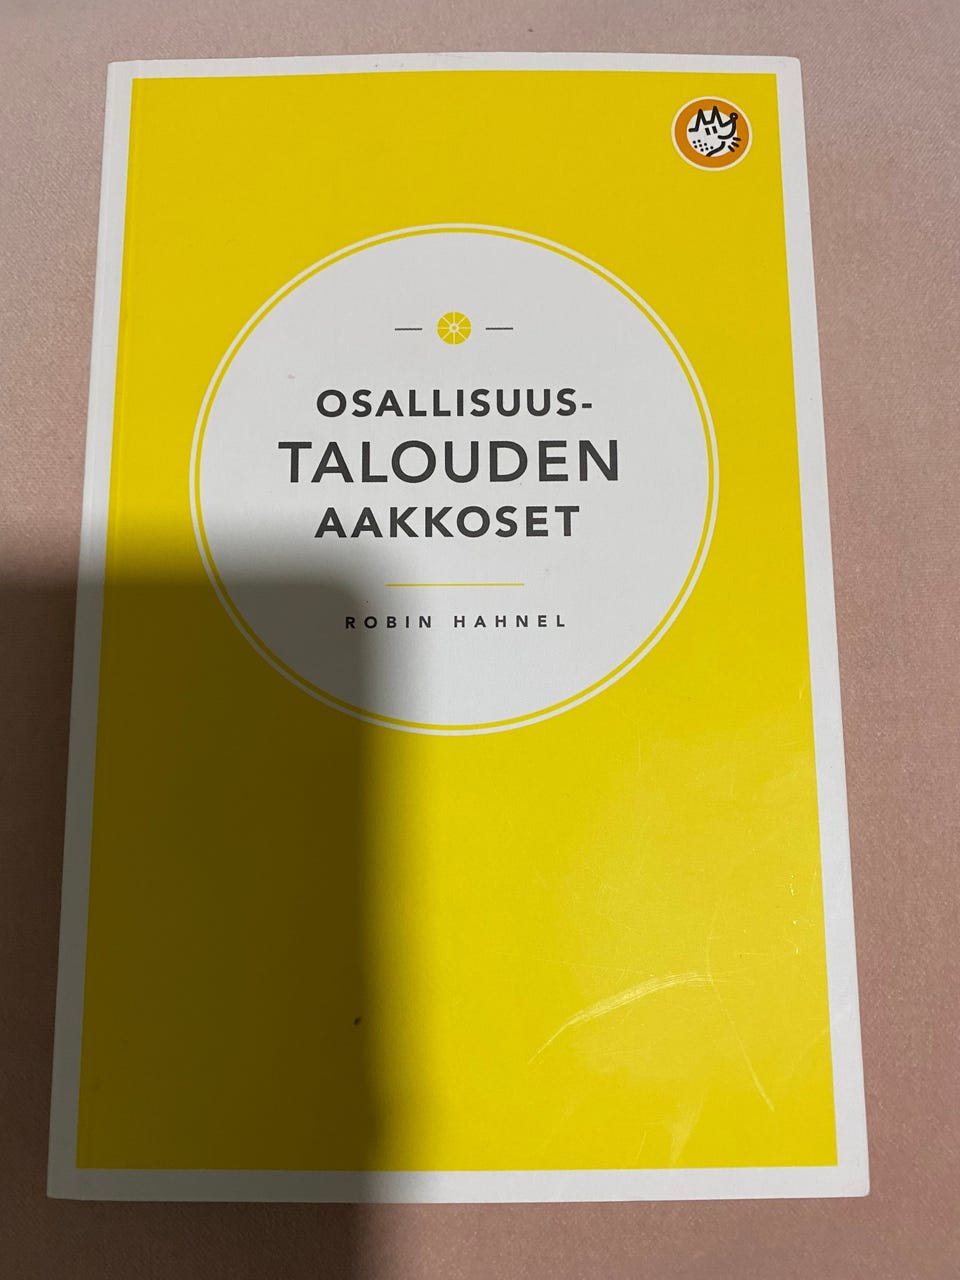 OSALLISUUS-
TALOUDEN
AAKKOSET
ROBIN HAHNEL